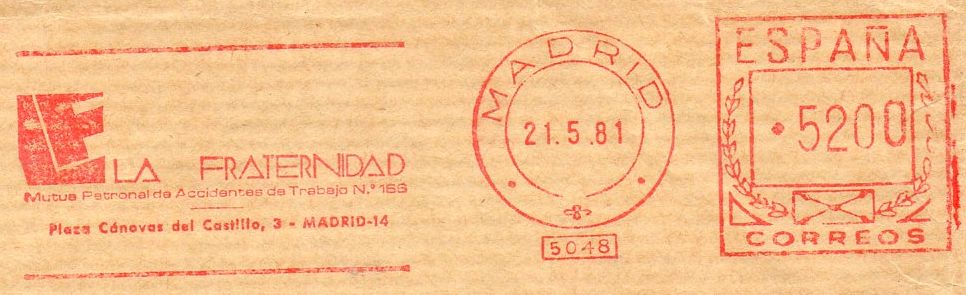 LA FRATERNIDAD
Mutua Patronal de Accidentes de Trabajo N.º 166
Plaza Cánovas del Castillo, 3 - MADRID-14
MADRID
21.5.81
5048
ESPAÑA
·5200
CORREOS